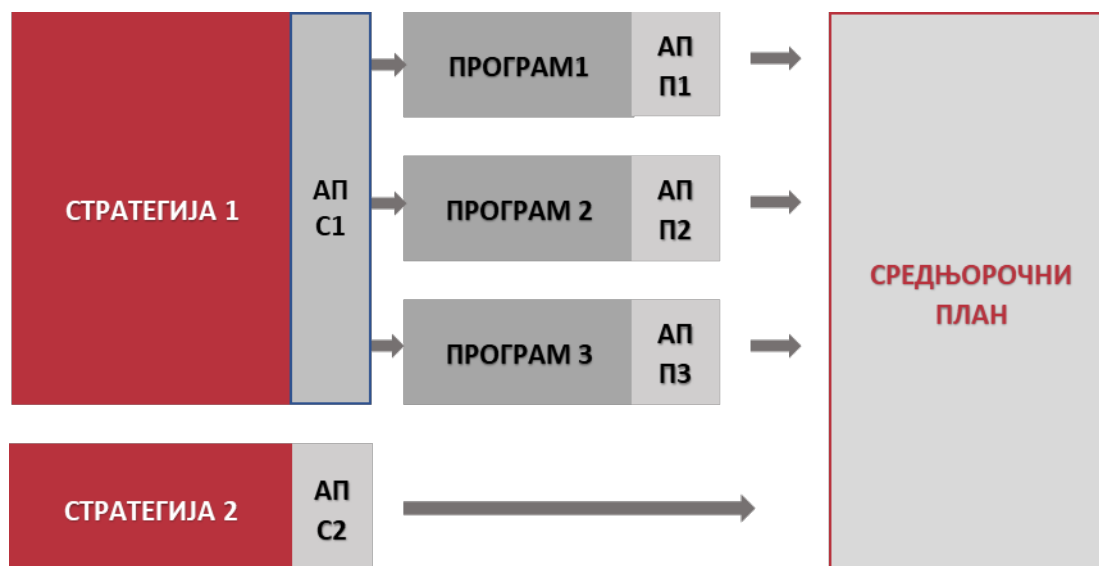 СТРАТЕГИЈА 1
АП
С1
ПРОГРАМ1
АП
П1
ПРОГРАМ 2
АП
П2
ПРОГРАМ 3
АП
П3
СРЕДЊОРОЧНИ
ПЛАН
СТРАТЕГИЈА 2
АП
С2